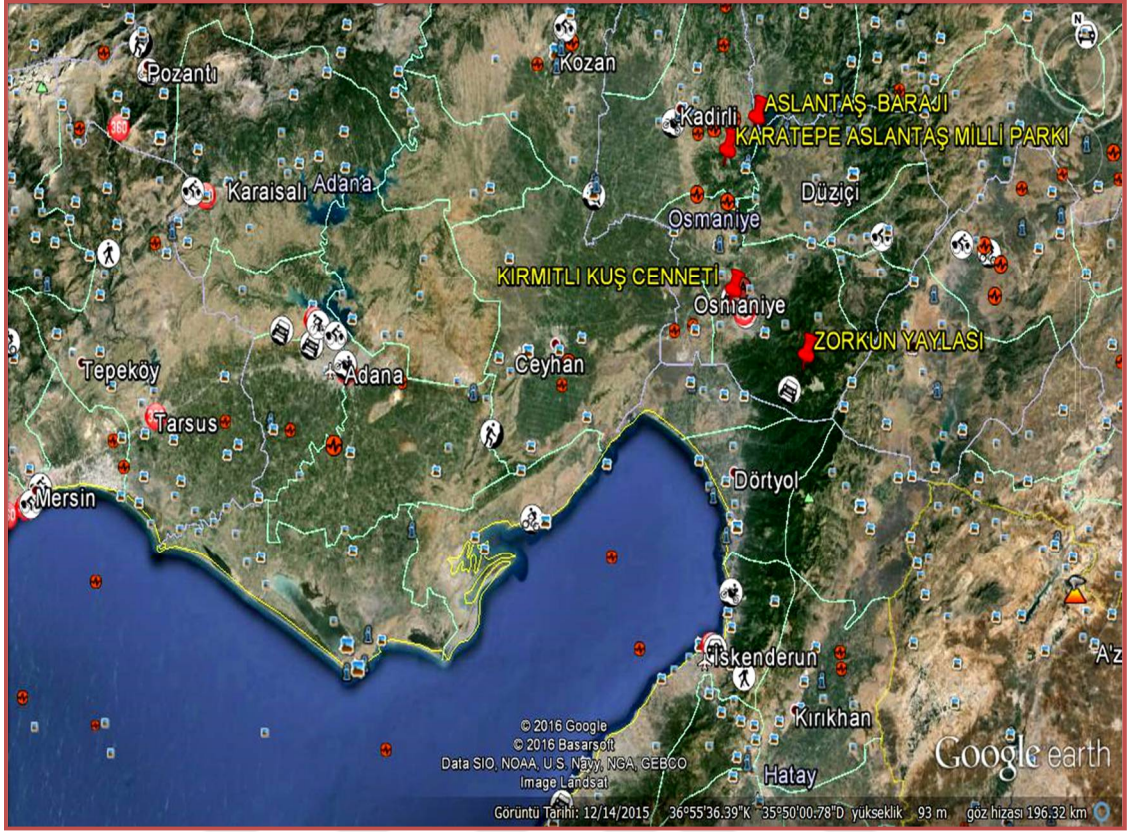 N
Pozantı
Kozan
360
ASLANTAŞ BARAJI
Kadirli
KARATEPE ASLANTAŞ MİLLİ PARKI
Karaisalı
Adana
Düziçi
Osmaniye
KIRMITLI KUŞ CENNETİ
Osmaniye
ZORKUN YAYLASI
Tepeköy
Adana
Ceyhan
Tarsus
Dörtyol
Mersin
İskenderun
A'z
Kırıkhan
Hatay
© 2016 Google
© 2016 Basarsoft
Data SIO, NOAA, U.S. Navy, NGA, GEBCO
Image Landsat
Google earth
Görüntü Tarihi: 12/14/2015 36°55'36.39"K 35°50'00.78"D yükseklik 93 m göz hizası 196.32 km